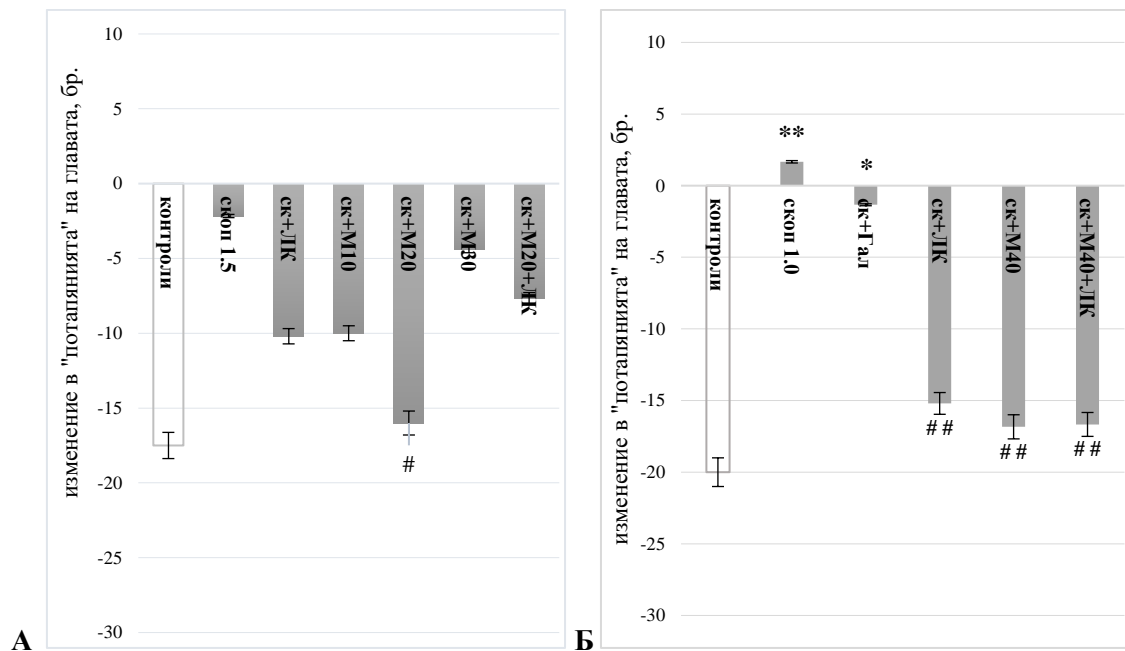 изменение в "потапянията" на главата, бр.
10
5
0
-5
-10
-15
-20
-25
-30
контроли
скоп 1.5
ск+ЛК
ск+М10
ск+М20
ск+М30
ск+М20+ЛК
#
А
изменение в "потапянията" на главата, бр.
10
5
0
-5
-10
-15
-20
-25
-30
контроли
скоп 1.0
ск+Гал
ск+ЛК
ск+М40
ск+М40+ЛК
**
*
# #
# #
# #
Б